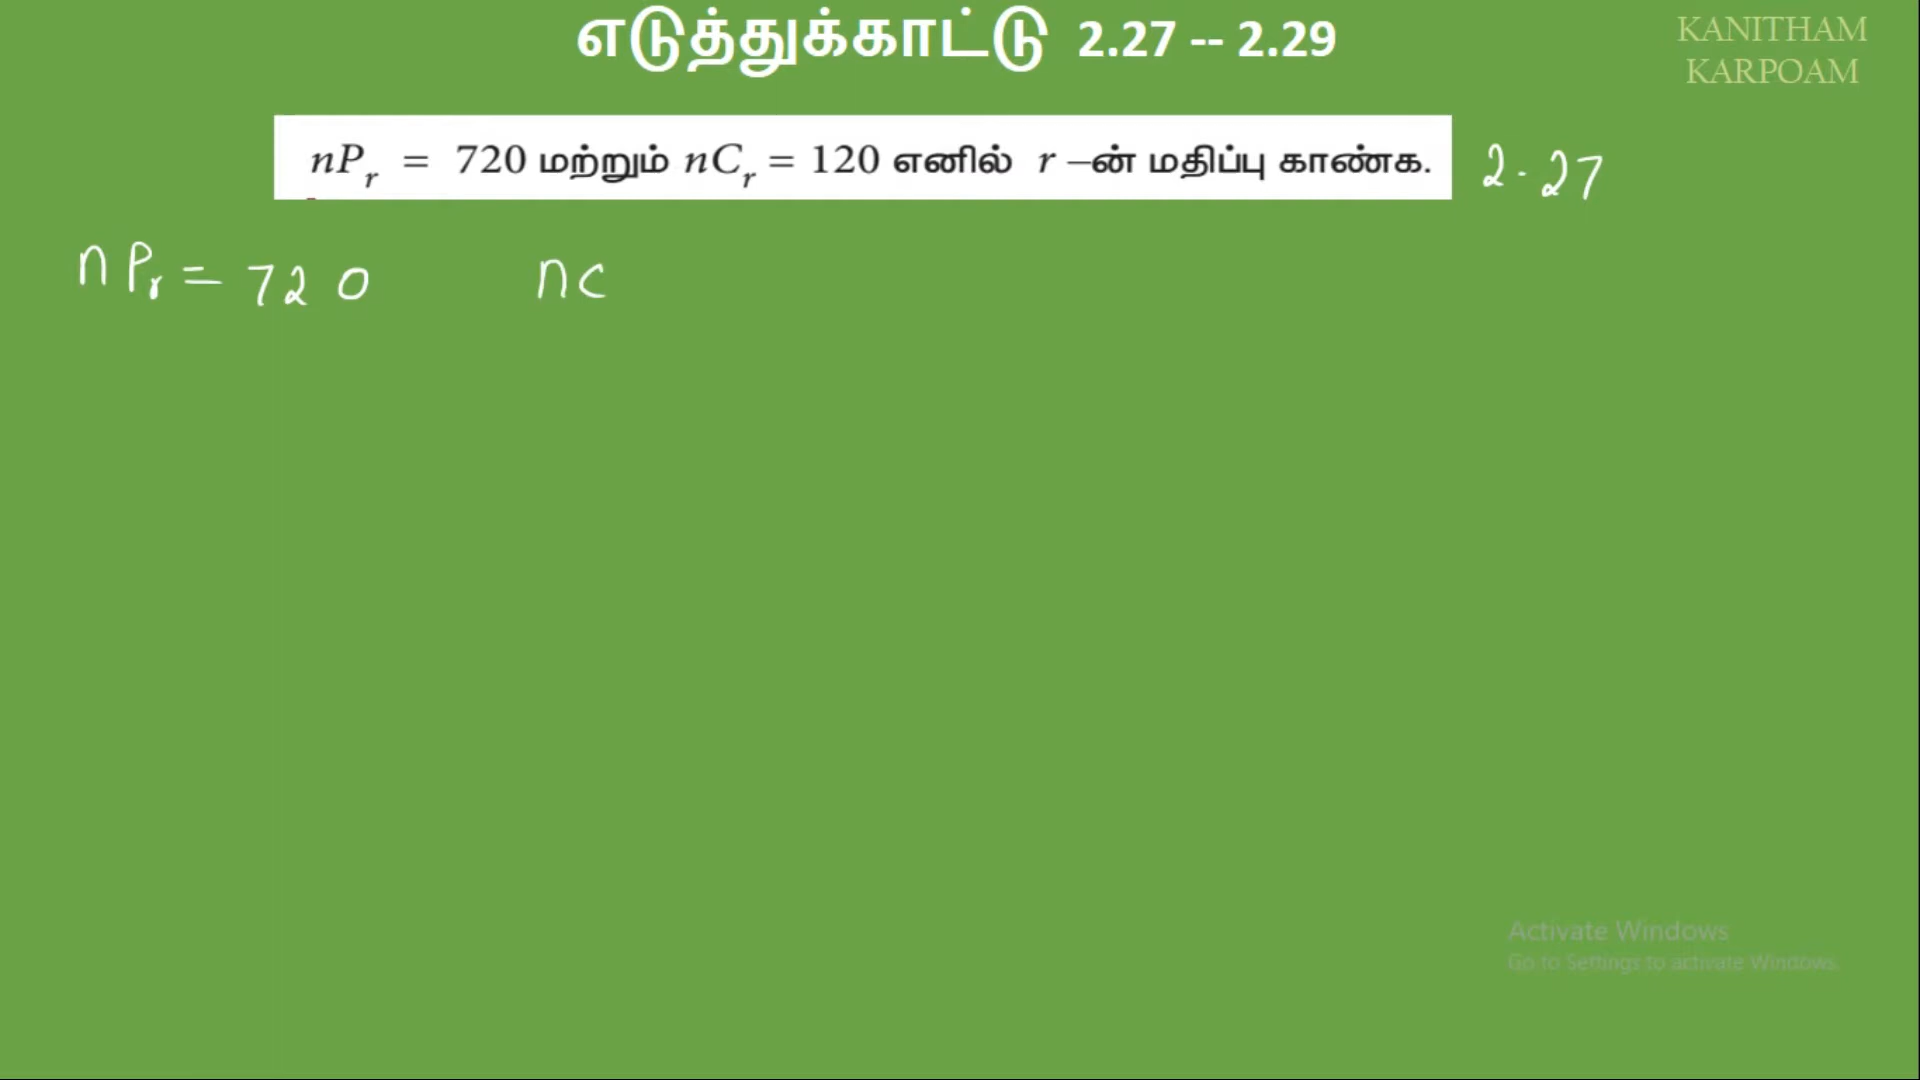 எடுத்துக்காட்டு 2.27 -- 2.29
KANITHAM
KARPOAM
nPr = 720 மற்றும் nCr = 120 எனில் r –ன் மதிப்பு காண்க.
2.27
nPr = 720
nc
Activate Windows
Go to Settings to activate Windows.